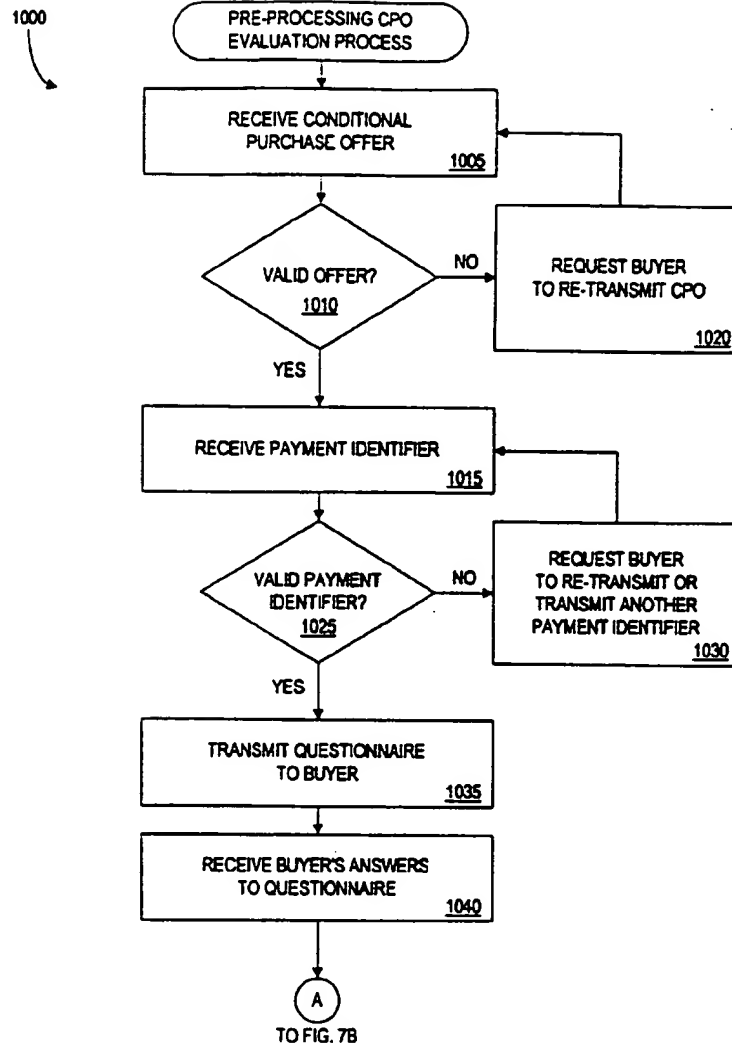 1000
PRE-PROCESSING CPO
EVALUATION PROCESS
RECEIVE CONDITIONAL
PURCHASE OFFER
1005
VALID OFFER?
1010
NO
REQUEST BUYER
TO RE-TRANSMIT CPO
1020
YES
RECEIVE PAYMENT IDENTIFIER
1015
VALID PAYMENT
IDENTIFIER?
1025
NO
REQUEST BUYER
TO RE-TRANSMIT OR
TRANSMIT ANOTHER
PAYMENT IDENTIFIER
1030
YES
TRANSMIT QUESTIONNAIRE
TO BUYER
1035
RECEIVE BUYER'S ANSWERS
TO QUESTIONNAIRE
1040
A
TO FIG. 7B